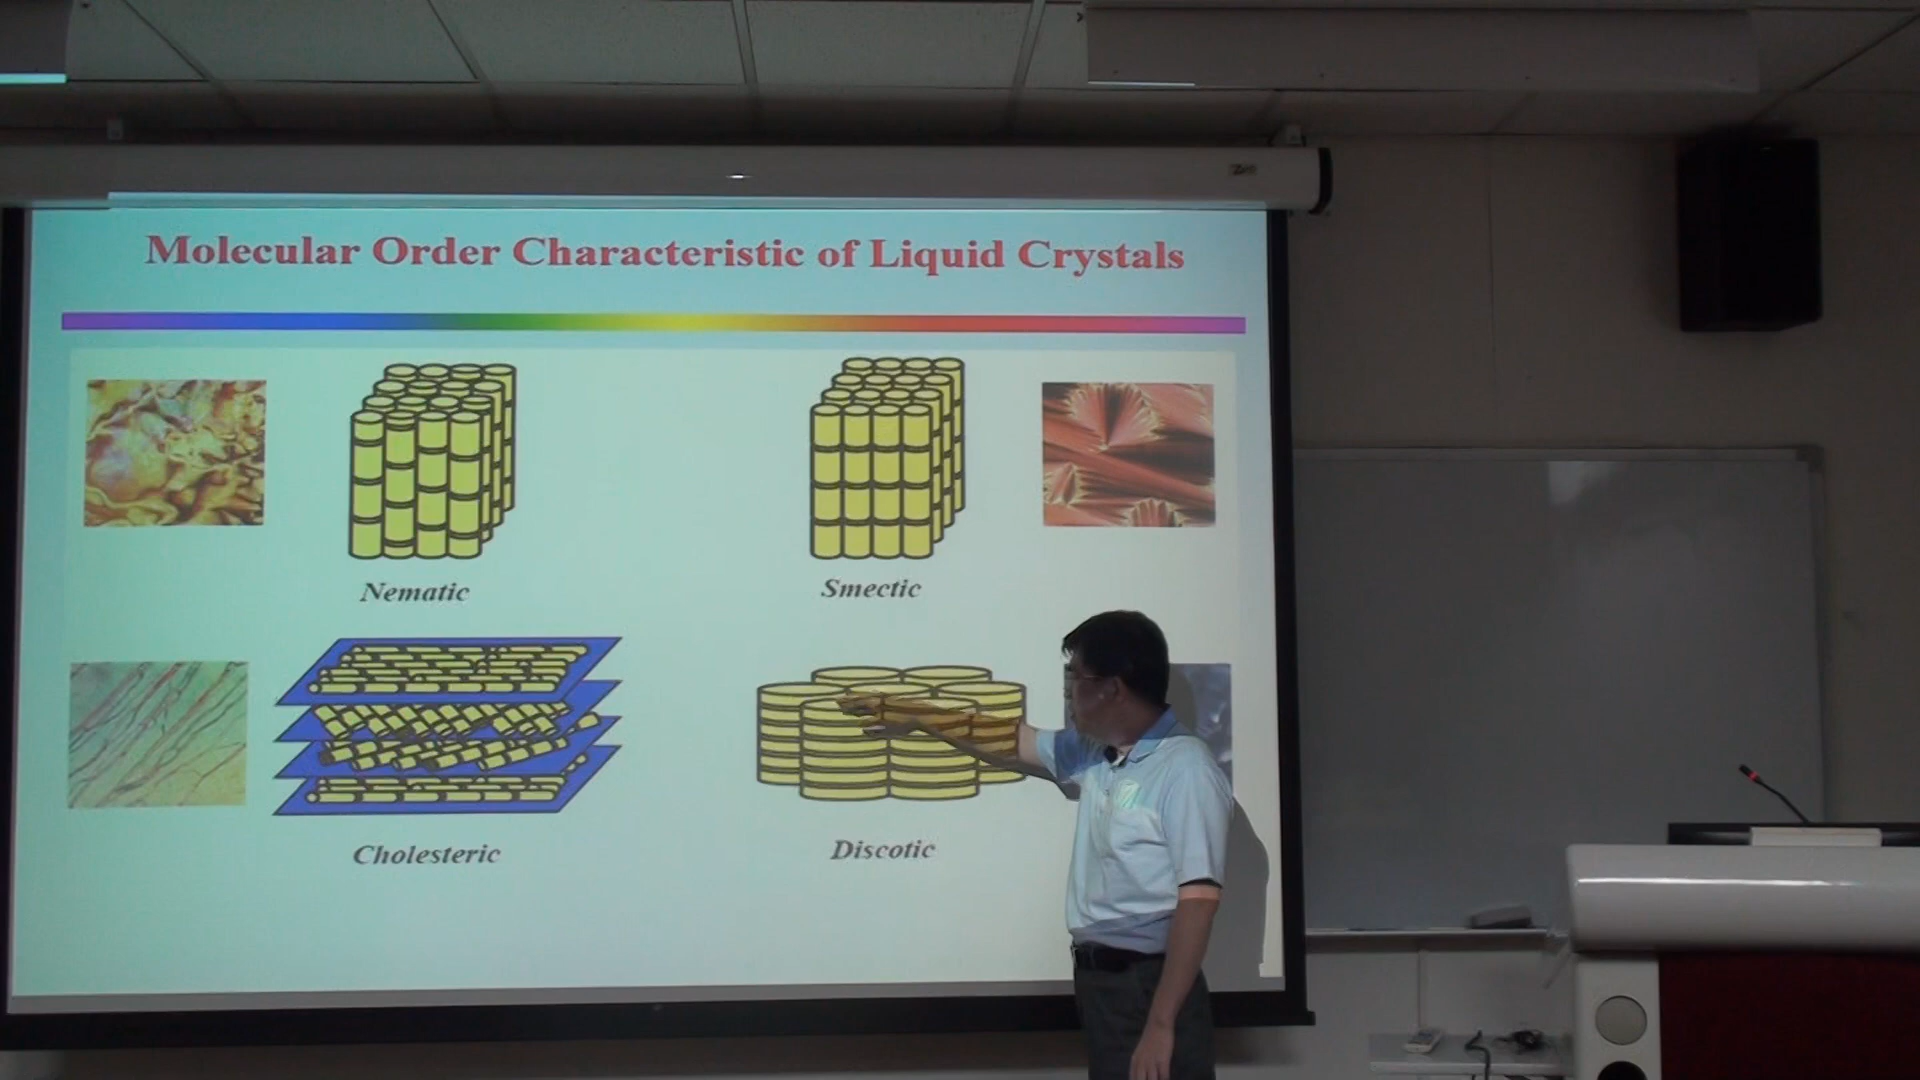 Molecular Order Characteristic of Liquid Crystals
Nematic
Smectic
Cholesteric
Discotic